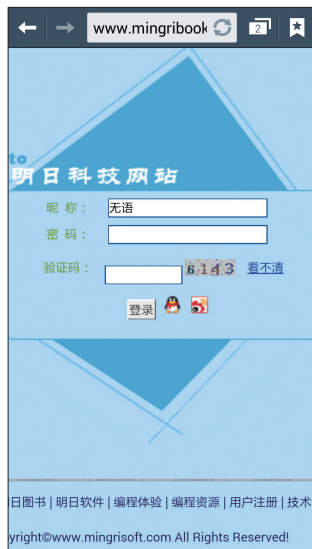 www.mingribook
2
to
明日科技网站
昵 称： 无语
密 码：
验证码： 6143 看不清
登录
日图书 | 明日软件 | 编程体验 | 编程资源 | 用户注册 | 技术
yright©www.mingrisoft.com All Rights Reserved!